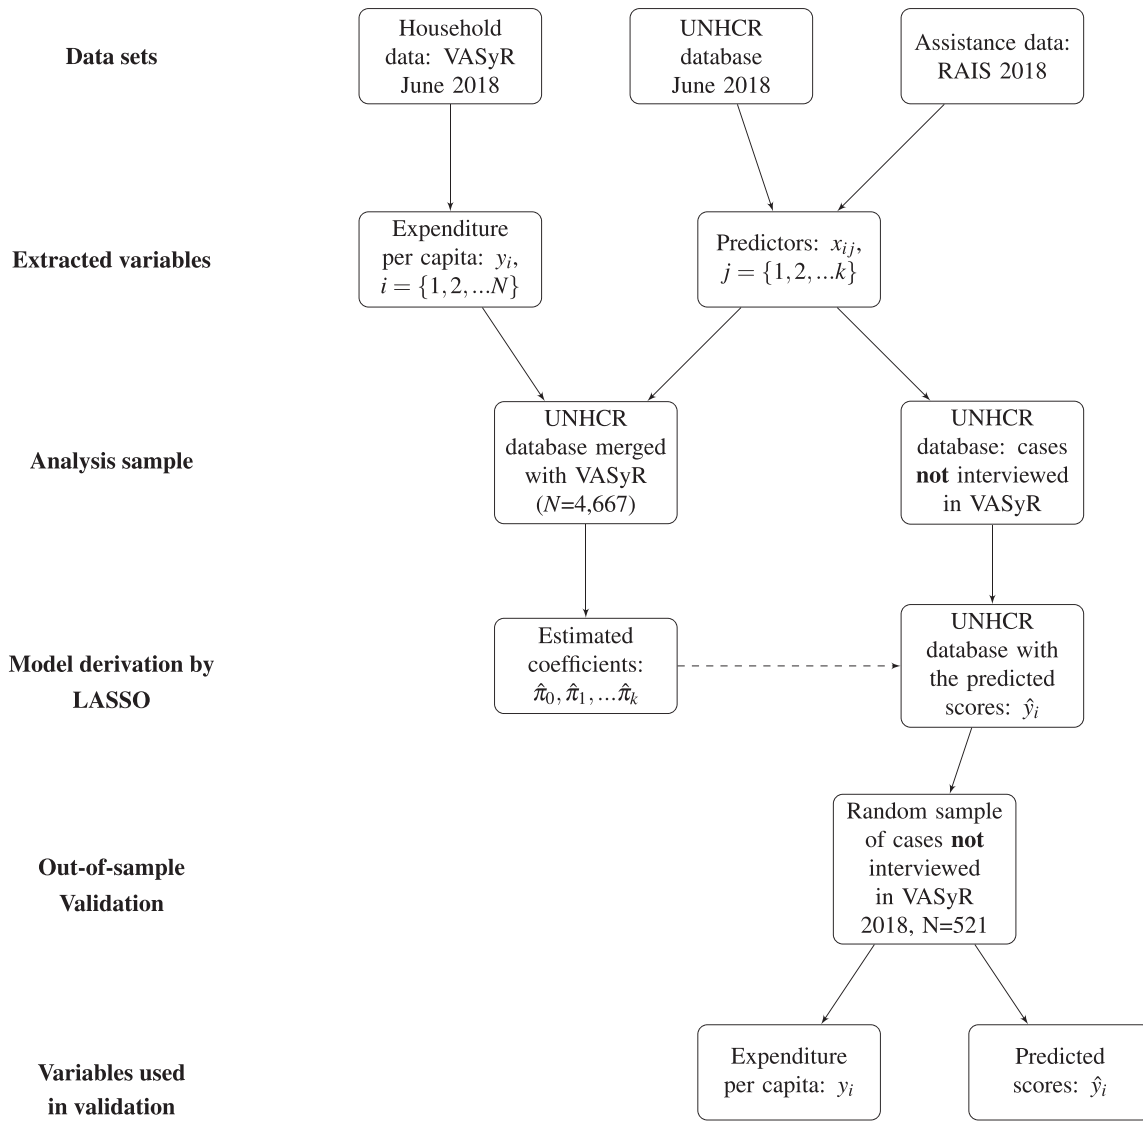 Data sets
Household
data: VASyR
June 2018
UNHCR
database
June 2018
Assistance data:
RAIS 2018
Extracted variables
Expenditure
per capita: yᵢ,
i = {1,2,...N}
Predictors: xᵢⱼ,
j = {1,2,...k}
Analysis sample
UNHCR
database merged
with VASyR
(N=4,667)
UNHCR
database: cases
not interviewed
in VASyR
Model derivation by
LASSO
Estimated
coefficients:
π̂₀,π̂₁,...π̂ₖ
UNHCR
database with
the predicted
scores: ŷᵢ
Out-of-sample
Validation
Random sample
of cases not
interviewed
in VASyR
2018, N=521
Variables used
in validation
Expenditure
per capita: yᵢ
Predicted
scores: ŷᵢ